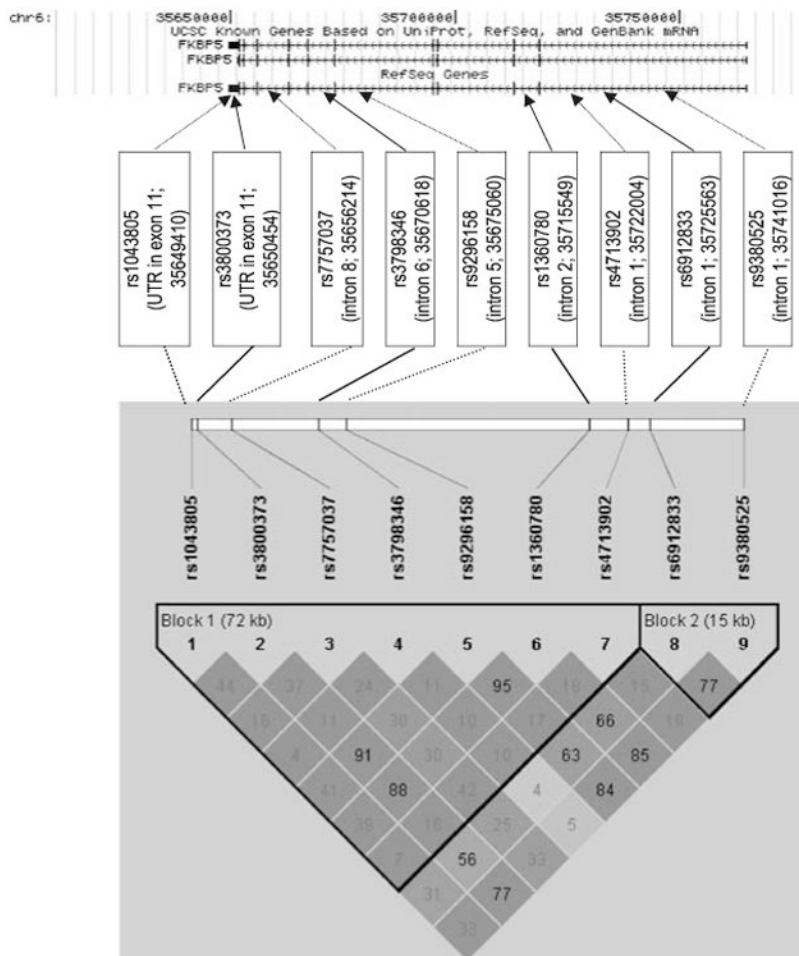 chr6: 35650000| 35700000| 35750000|
UCSC Known Genes Based on UniProt, RefSeq, and GenBank mRNA
FKBP5
FKBP5
RefSeq Genes
FKBP5
rs1043805
(UTR in exon 11;
35649410)
rs3800373
(UTR in exon 11;
35650454)
rs7757037
(intron 8; 35656214)
rs3798346
(intron 6; 35670618)
rs9296158
(intron 5; 35675060)
rs1360780
(intron 2; 35715549)
rs4713902
(intron 1; 35722004)
rs6912833
(intron 1; 35725563)
rs9380525
(intron 1; 35741016)
rs1043805
rs3800373
rs7757037
rs3798346
rs9296158
rs1360780
rs4713902
rs6912833
rs9380525
Block 1 (72 kb) Block 2 (15 kb)
1 2 3 4 5 6 7 8 9
44 37 24 11 95 18 15 77
16 11 30 10 17 66 19
4 91 30 10 63 85
41 88 42 4 84
39 16 25 5
7 56 33
31 77
33